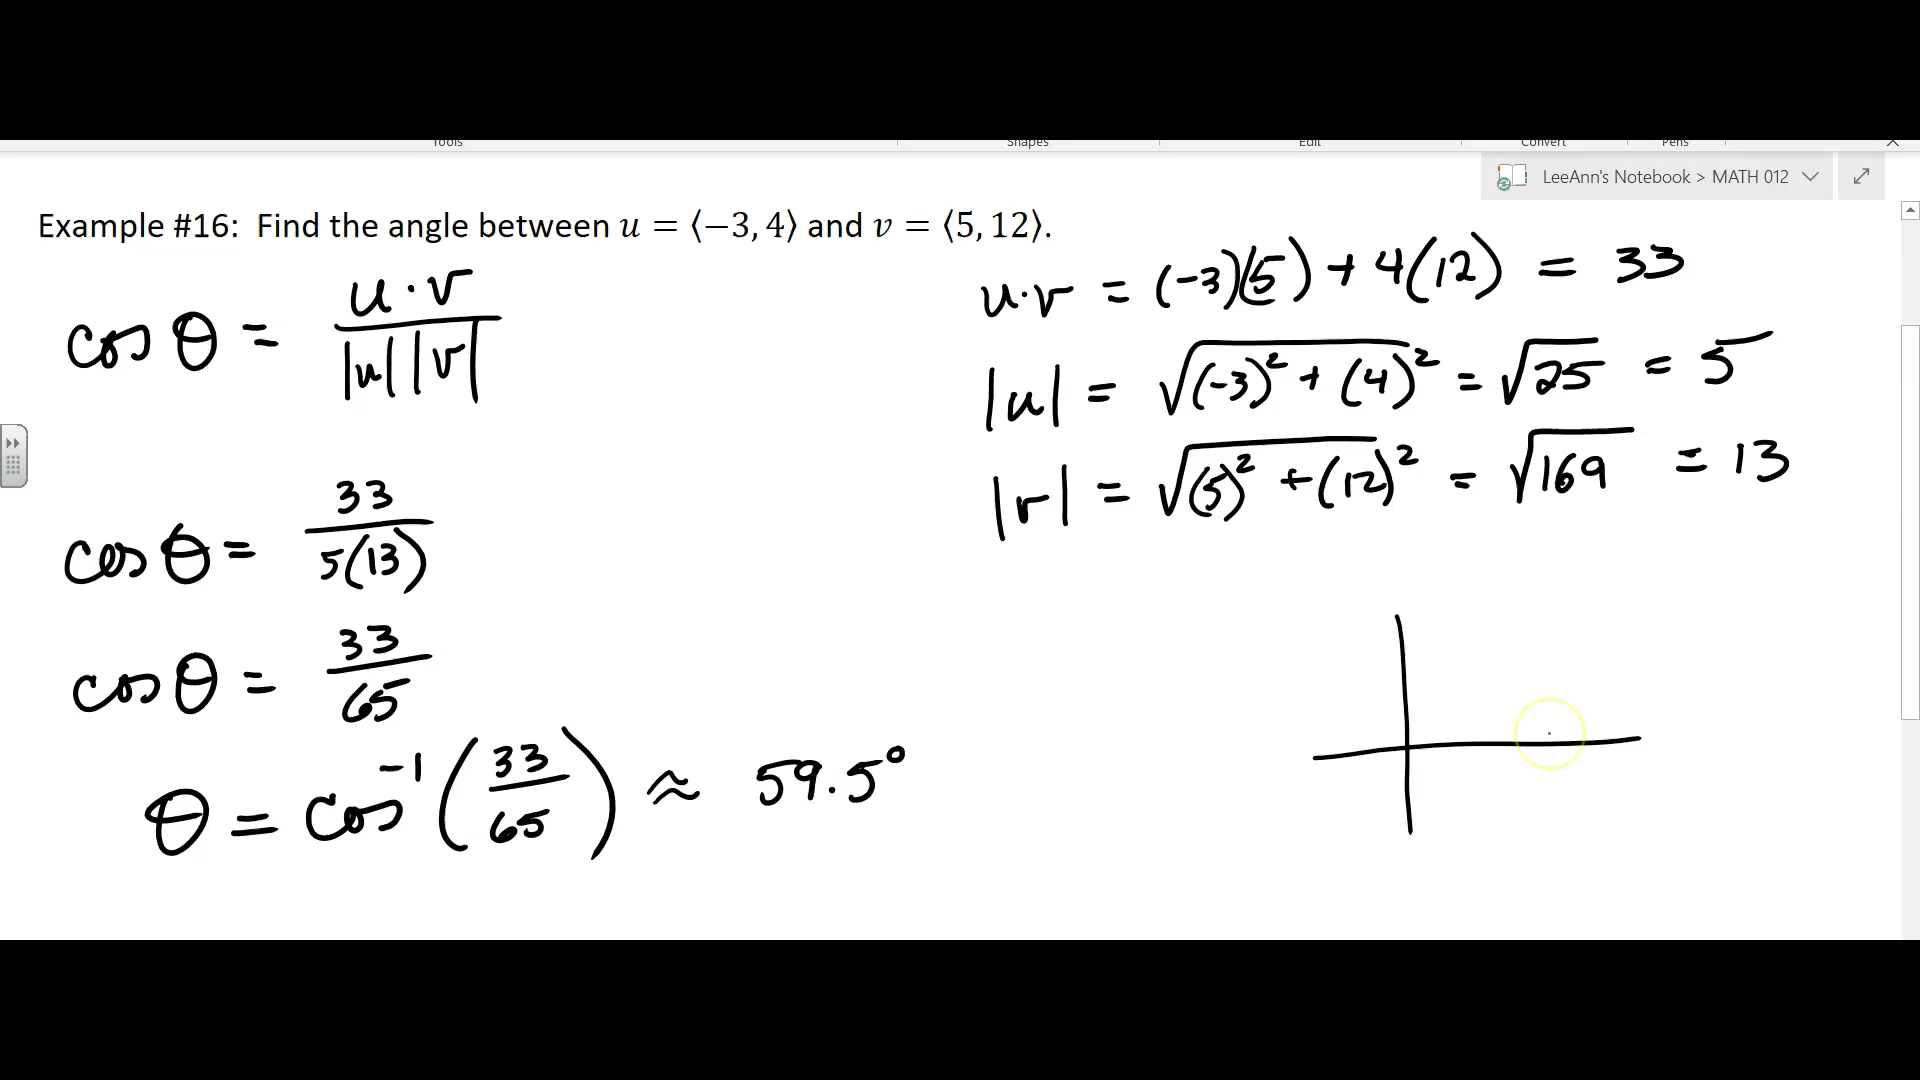 Tools Shapes Edit Convert Pens
LeeAnn's Notebook > MATH 012
Example #16: Find the angle between u = ⟨−3, 4⟩ and v = ⟨5, 12⟩.
cos θ = u·v / |u||v|
u·v = (-3)(5) + 4(12) = 33
|u| = √((-3)² + (4)²) = √25 = 5
|v| = √((5)² + (12)²) = √169 = 13
cos θ = 33 / 5(13)
cos θ = 33 / 65
θ = cos⁻¹(33/65) ≈ 59.5°